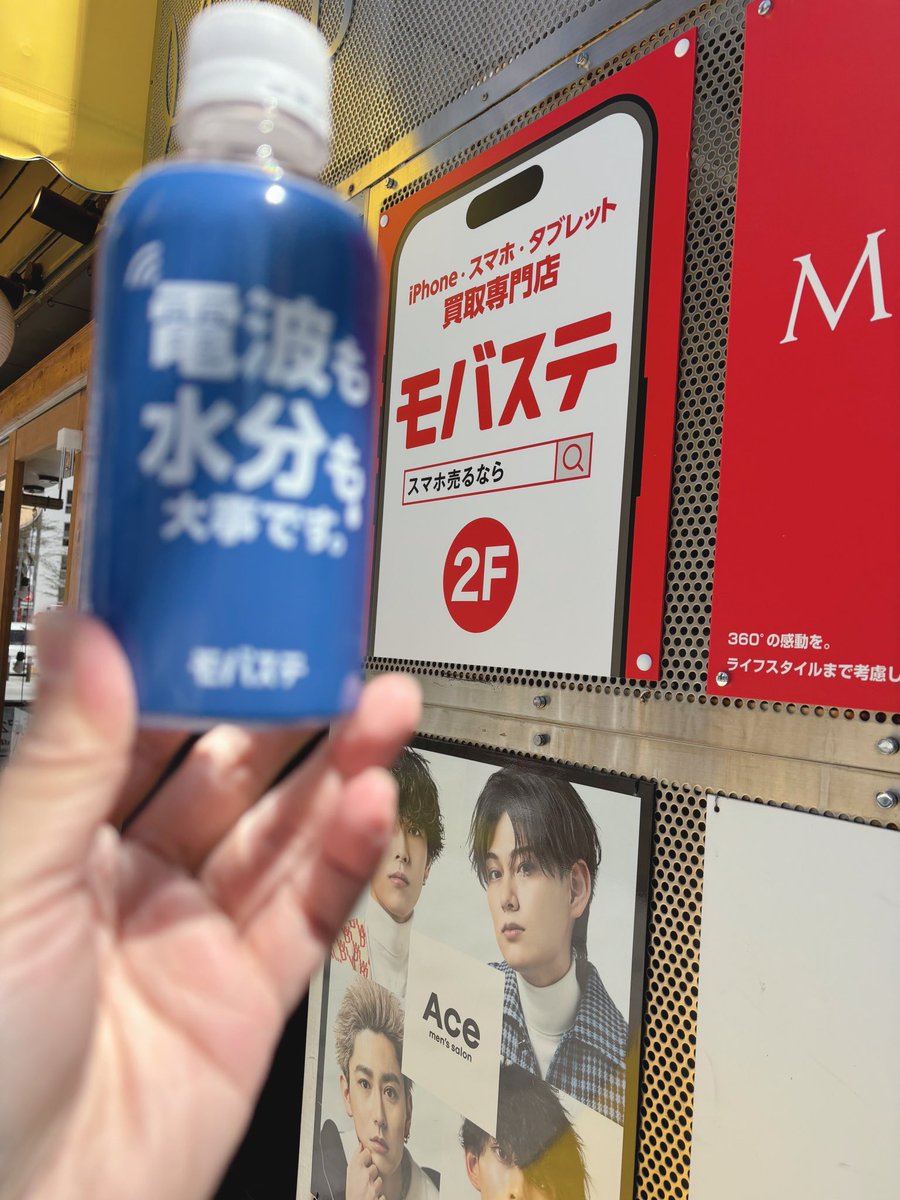 電波も
水分も、
大事です。
モバステ
iPhone・スマホ・タブレット
買取専門店
モバステ
スマホ売るなら
2F
M
360°の感動を。
ライフスタイルまで考慮し
Ace
men's salon